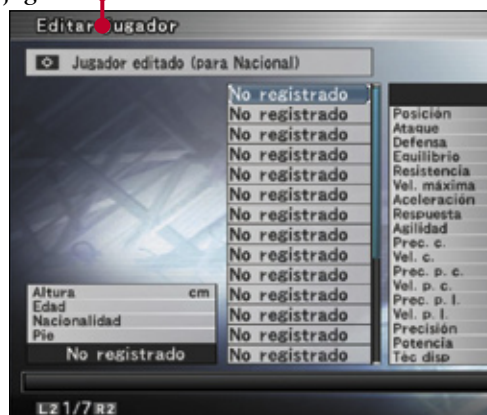 Editar Jugador
Jugador editado (para Nacional)
No registrado
No registrado
No registrado
No registrado
No registrado
No registrado
No registrado
No registrado
No registrado
No registrado
No registrado
No registrado
No registrado
No registrado
Altura cm
Edad
Nacionalidad
Pie
No registrado
Posición
Ataque
Defensa
Equilibrio
Resistencia
Vel. máxima
Aceleración
Respuesta
Agilidad
Prec. c.
Vel. c.
Prec. p. c.
Vel. p. c.
Prec. p. l.
Vel. p. l.
Precisión
Potencia
Téc disp
L2 1/7 R2